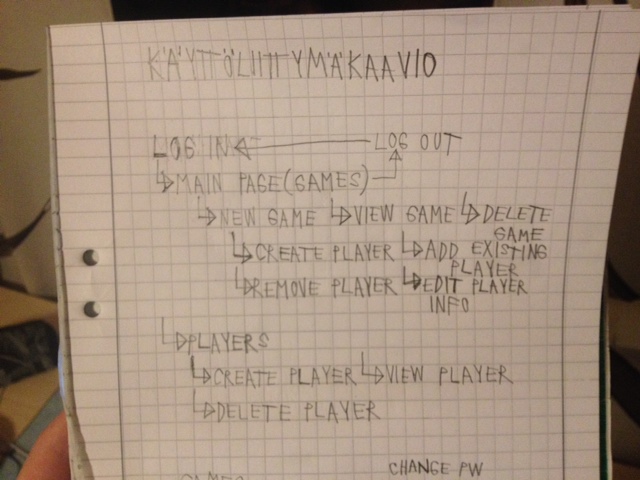 KÄYTTÖLIITTYMÄKAAVIO
LOG IN LOG OUT
MAIN PAGE(GAMES)
NEW GAME VIEW GAME DELETE
GAME
CREATE PLAYER ADD EXISTING
PLAYER
REMOVE PLAYER EDIT PLAYER
INFO
PLAYERS
CREATE PLAYER VIEW PLAYER
DELETE PLAYER
CHANGE PW